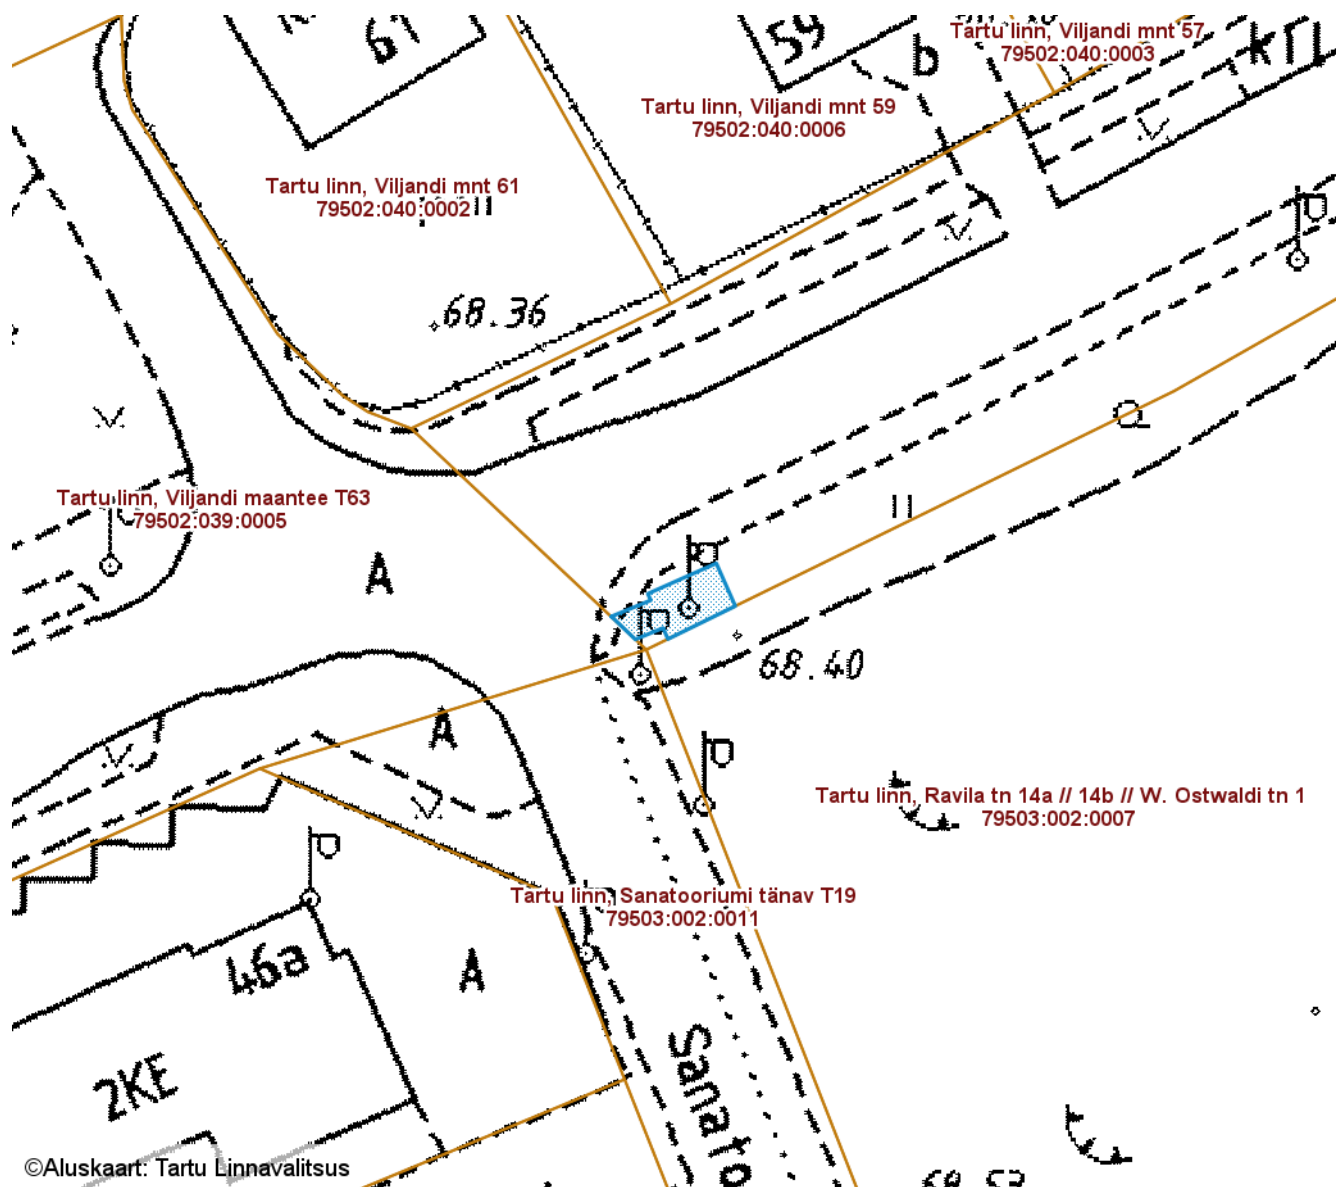 61
59
b
Tartu linn, Viljandi mnt 57
79502:040:0003
Tartu linn, Viljandi mnt 59
79502:040:0006
Tartu linn, Viljandi mnt 61
79502:040:0002
68.36
Tartu linn, Viljandi maantee T63
79502:039:0005
A
68.40
A
Tartu linn, Ravila tn 14a // 14b // W. Ostwaldi tn 1
79503:002:0007
Tartu linn, Sanatooriumi tänav T19
79503:002:0011
46a
A
2KE
Sanato
68.53
©Aluskaart: Tartu Linnavalitsus